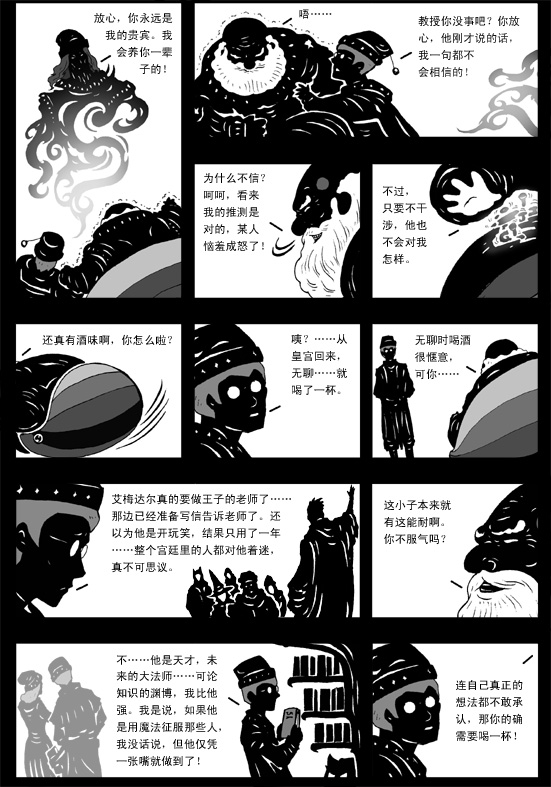 放心，你永远是
我的贵宾。我
会养你一辈
子的！
唔……
教授你没事吧？你放
心，他刚才说的话，
我一句都不
会相信的！
为什么不信？
呵呵，看来
我的推测是
对的，某人
恼羞成怒了！
不过，
只要不干
涉，他也
不会对我
怎样。
还真有酒味啊，你怎么啦？
咦？……从
皇宫回来，
无聊……就
喝了一杯。
无聊时喝酒
很惬意，
可你……
艾梅达尔真的要做王子的老师了……
那边已经准备写信告诉老师了。还
以为他是开玩笑，结果只用了一年
……整个宫廷里的人都对他着迷，
真不可思议。
这小子本来就
有这能耐啊。
你不服气吗？
不……他是天才，未
来的大法师……可论
知识的渊博，我比他
强。我是说，如果他
是用魔法征服那些人，
我没话说，但他仅凭
一张嘴就做到了！
连自己真正的
想法都不敢承
认，那你的确
需要喝一杯！